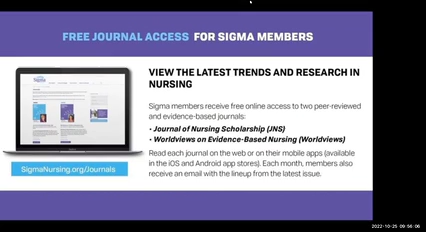 FREE JOURNAL ACCESS FOR SIGMA MEMBERS
VIEW THE LATEST TRENDS AND RESEARCH IN
NURSING
Sigma members receive free online access to two peer-reviewed
and evidence-based journals:
• Journal of Nursing Scholarship (JNS)
• Worldviews on Evidence-Based Nursing (Worldviews)
Read each journal on the web or on their mobile apps (available
in the iOS and Android app stores). Each month, members also
receive an email with the lineup from the latest issue.
SigmaNursing.org/Journals
2022-10-25 09:56:06